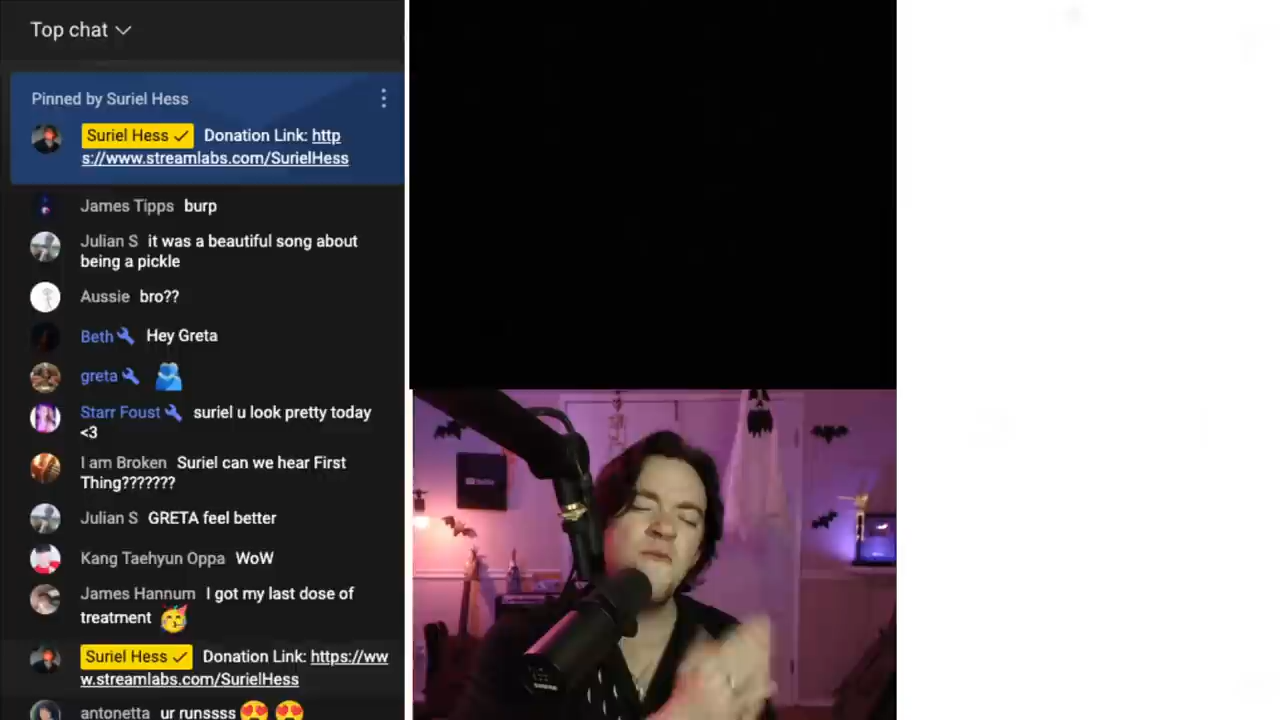 Top chat
Pinned by Suriel Hess
Suriel Hess Donation Link: http
s://www.streamlabs.com/SurielHess
James Tipps burp
Julian S it was a beautiful song about
being a pickle
Aussie bro??
Beth Hey Greta
greta
Starr Foust suriel u look pretty today
<3
I am Broken Suriel can we hear First
Thing???????
Julian S GRETA feel better
Kang Taehyun Oppa WoW
James Hannum I got my last dose of
treatment
Suriel Hess Donation Link: https://ww
w.streamlabs.com/SurielHess
antonetta ur runssss